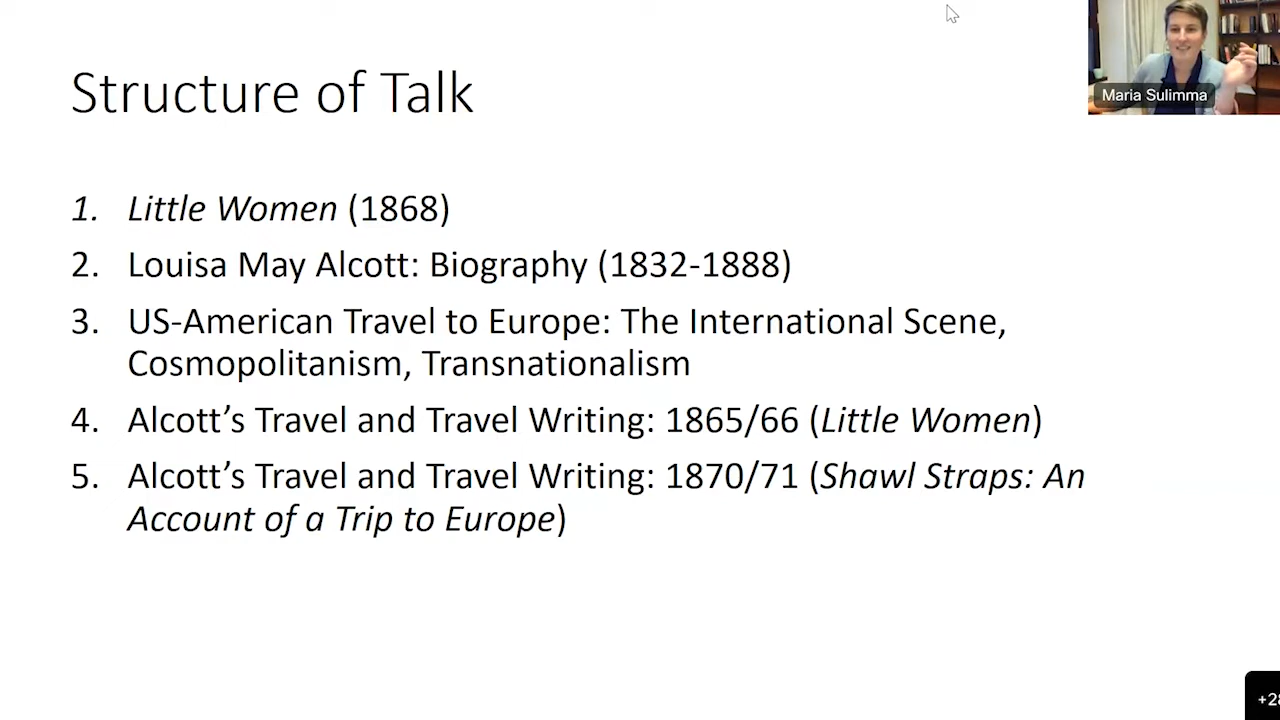 Structure of Talk
Maria Sulimma
1. Little Women (1868)
2. Louisa May Alcott: Biography (1832-1888)
3. US-American Travel to Europe: The International Scene,
Cosmopolitanism, Transnationalism
4. Alcott’s Travel and Travel Writing: 1865/66 (Little Women)
5. Alcott’s Travel and Travel Writing: 1870/71 (Shawl Straps: An
Account of a Trip to Europe)